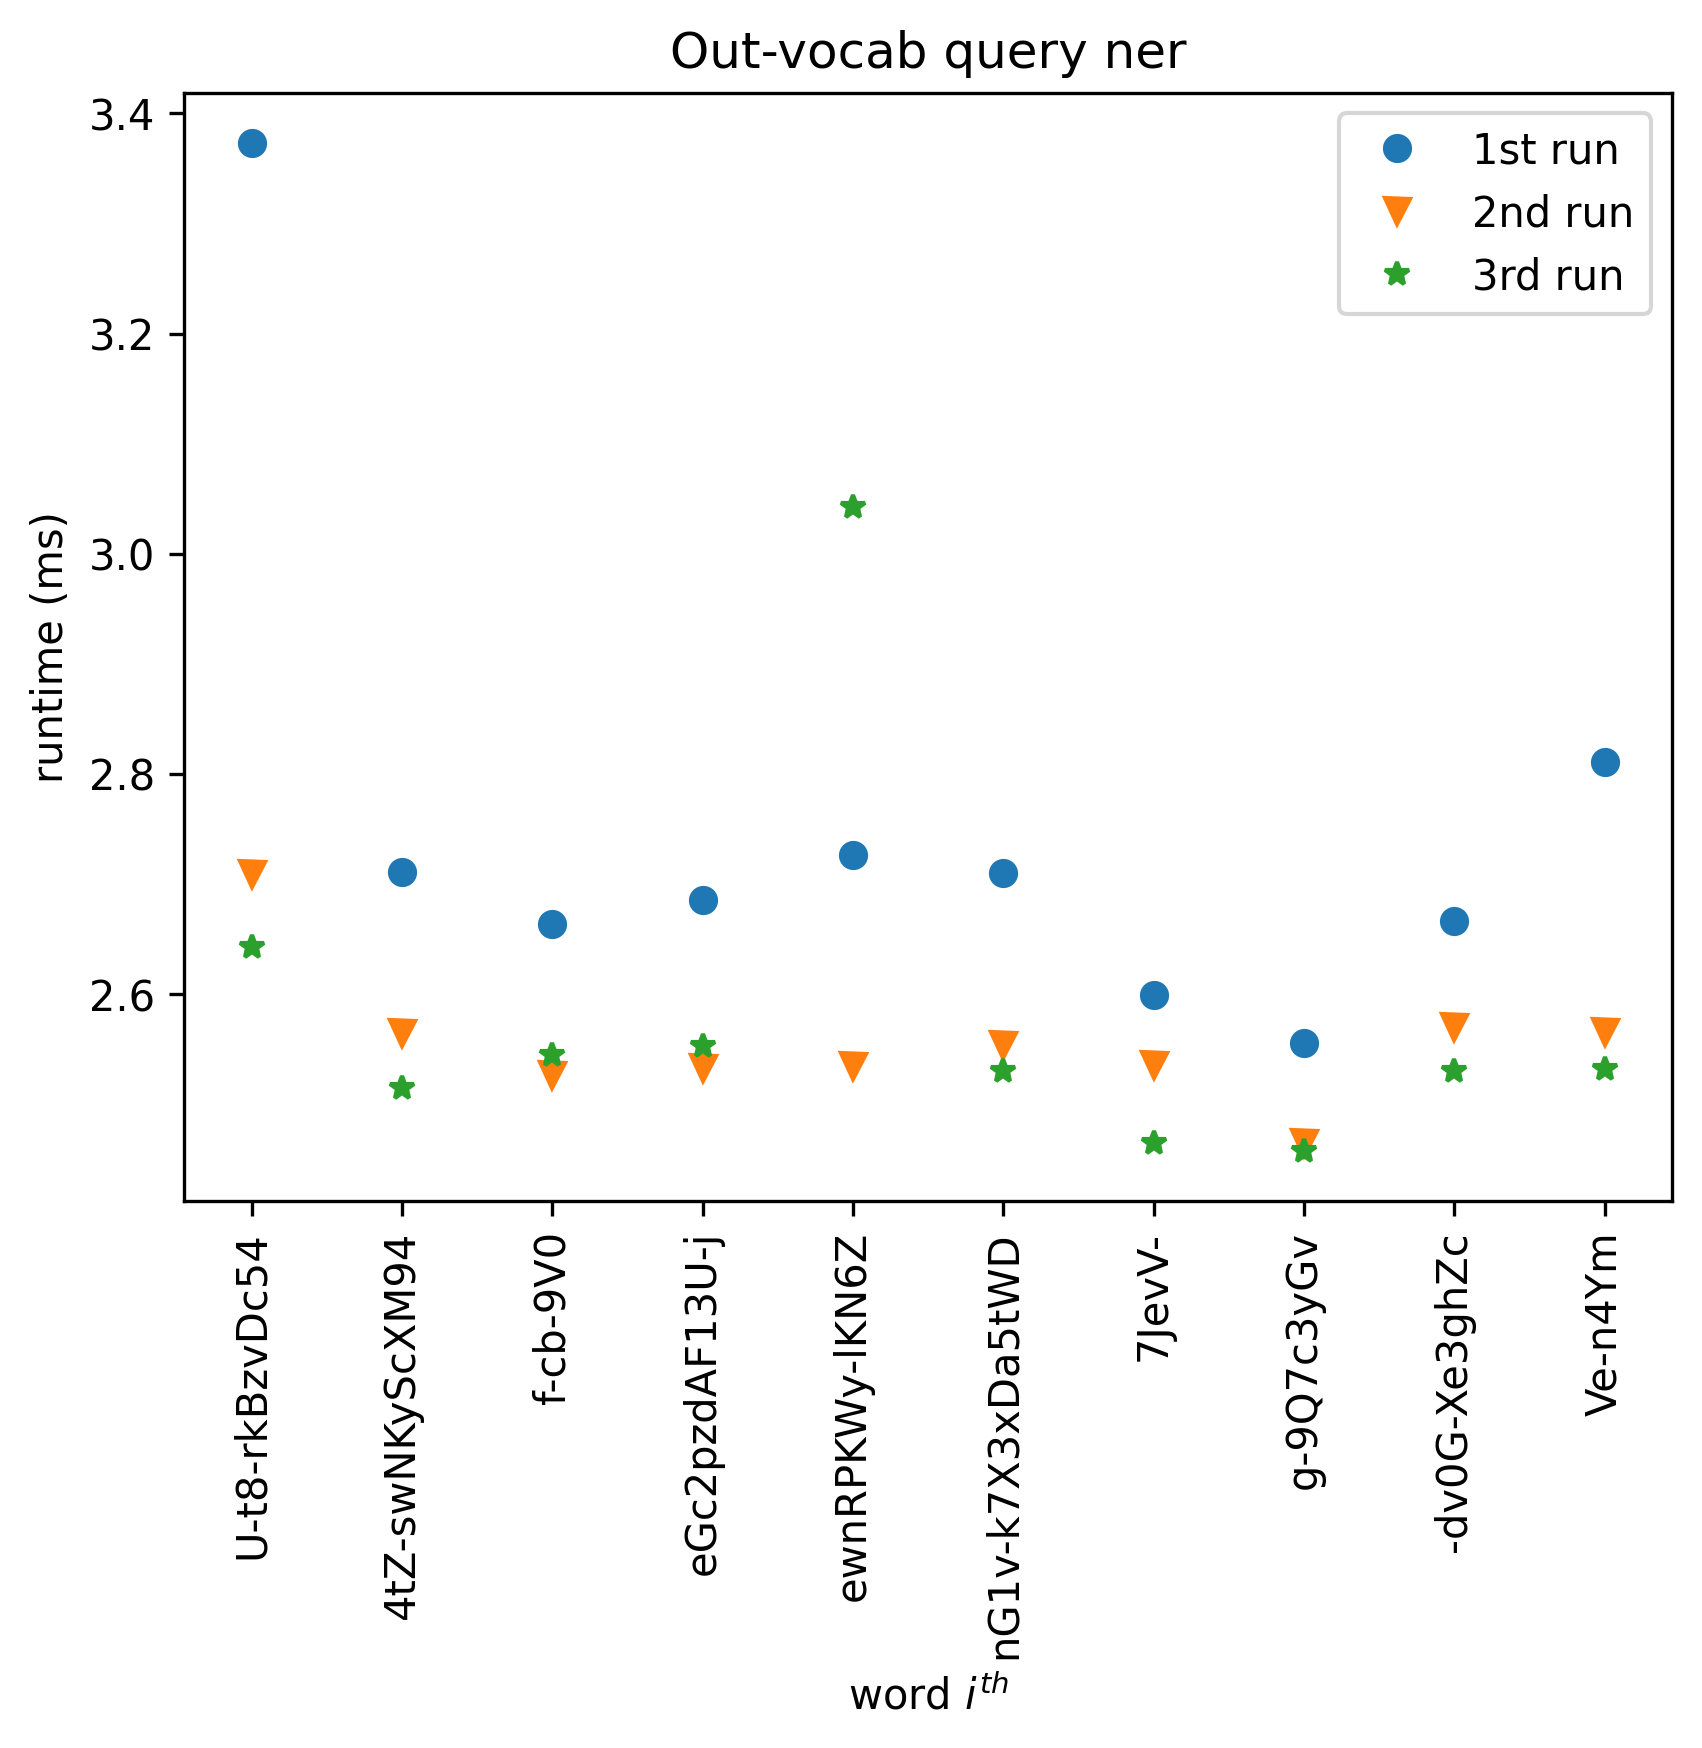 Out-vocab query ner
1st run
2nd run
3rd run
runtime (ms)
3.4
3.2
3.0
2.8
2.6
U-t8-rkBzvDc54
4tZ-swNKyScXM94
f-cb-9V0
eGc2pzdAF13U-j
ewnRPKWy-lKN6Z
nG1v-k7X3xDa5tWD
7JevV-
g-9Q7c3yGv
-dv0G-Xe3ghZc
Ve-n4Ym
word i^th